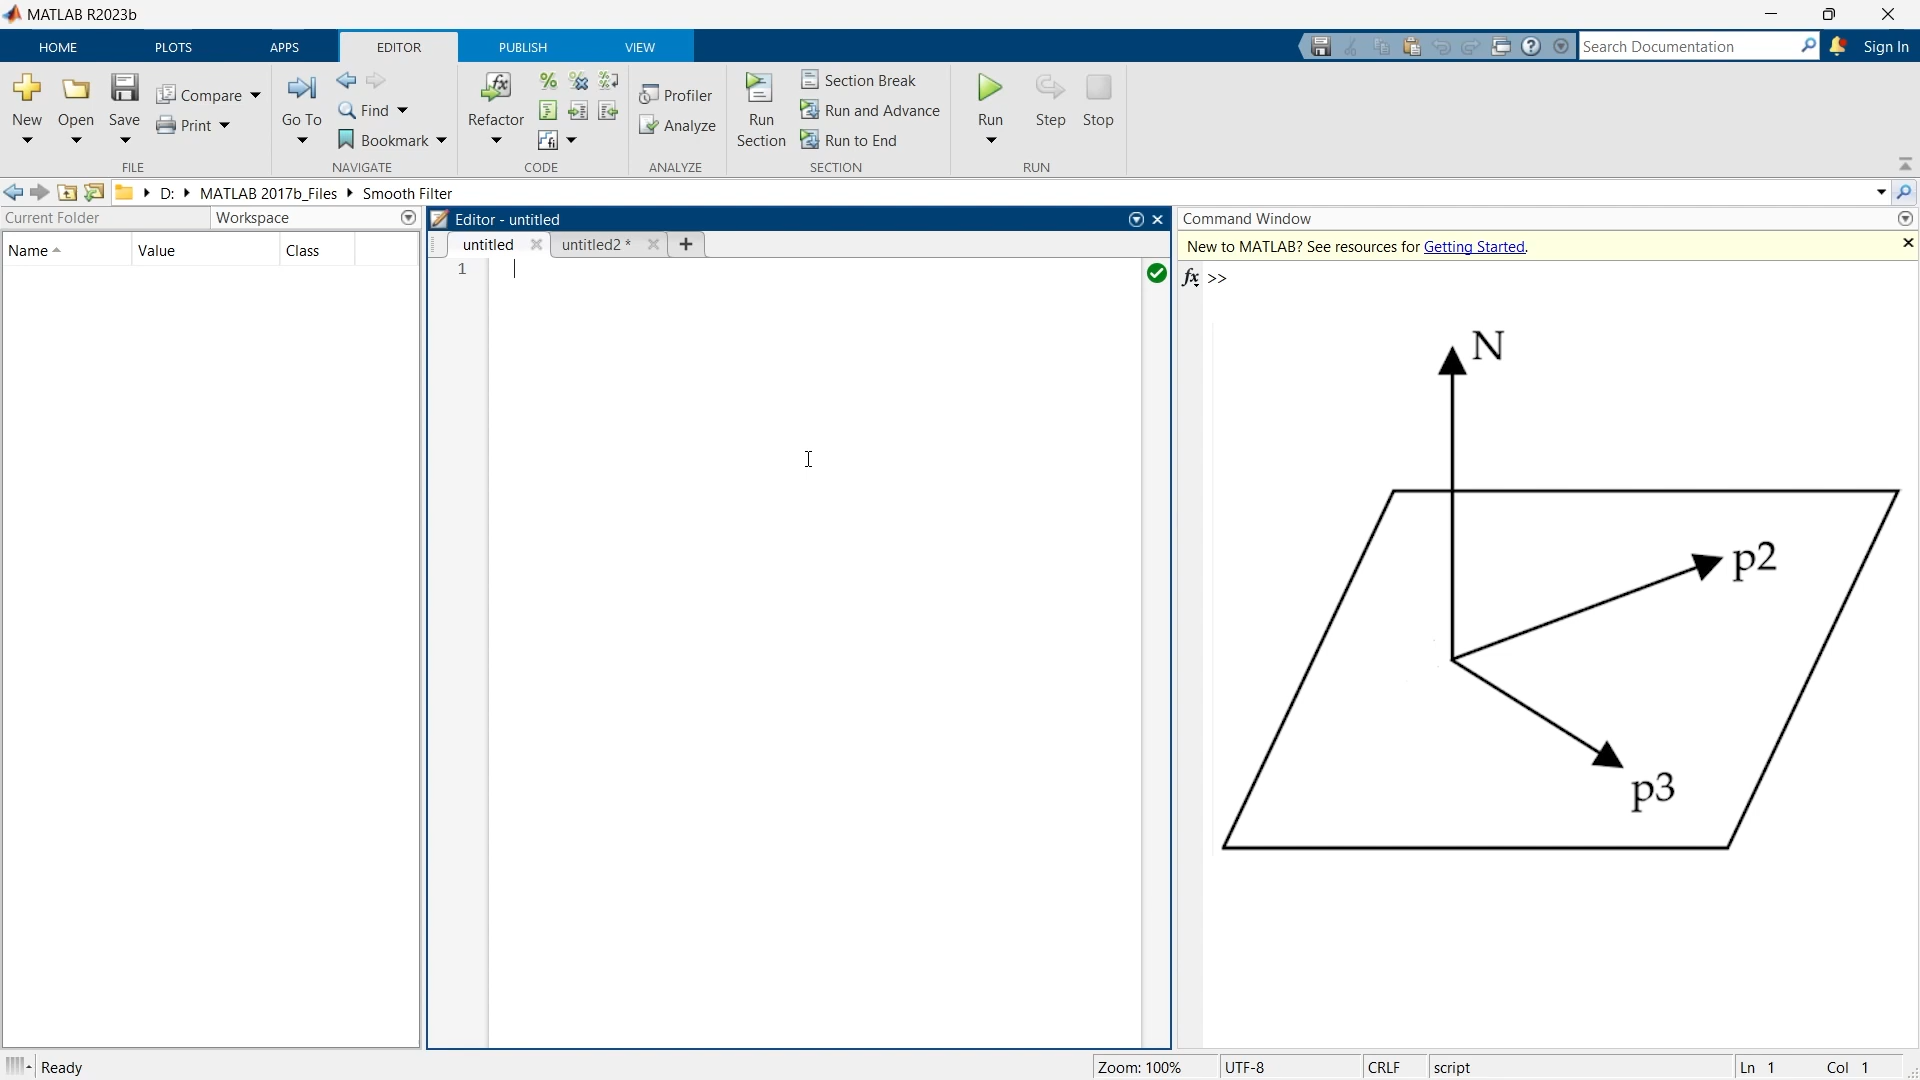 MATLAB R2023b
HOME PLOTS APPS EDITOR PUBLISH VIEW Search Documentation Sign In
New Open Save Compare Print
FILE
Go To Find Bookmark
NAVIGATE
Refactor
CODE
Profiler
Analyze
ANALYZE
Run Section
Section Break
Run and Advance
Run to End
SECTION
Run Step Stop
RUN
D: MATLAB 2017b_Files Smooth Filter
Current Folder Workspace
Name Value Class
Editor - untitled
untitled untitled2 * +
1
Command Window
New to MATLAB? See resources for Getting Started.
fx >>
N
p2
p3
Ready Zoom: 100% UTF-8 CRLF script Ln 1 Col 1